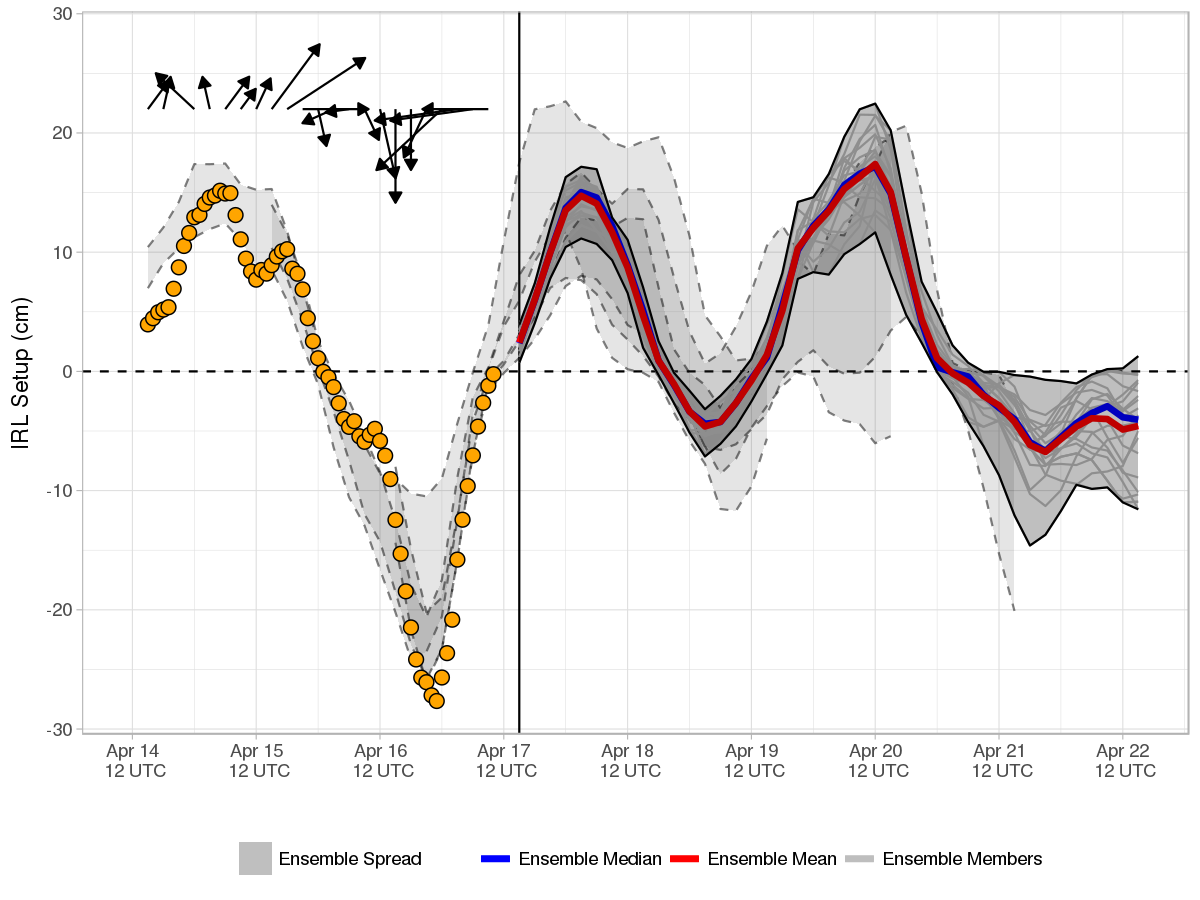 30
20
10
0
-10
-20
-30
IRL Setup (cm)
Apr 14 Apr 15 Apr 16 Apr 17 Apr 18 Apr 19 Apr 20 Apr 21 Apr 22
12 UTC 12 UTC 12 UTC 12 UTC 12 UTC 12 UTC 12 UTC 12 UTC 12 UTC
Ensemble Spread Ensemble Median Ensemble Mean Ensemble Members